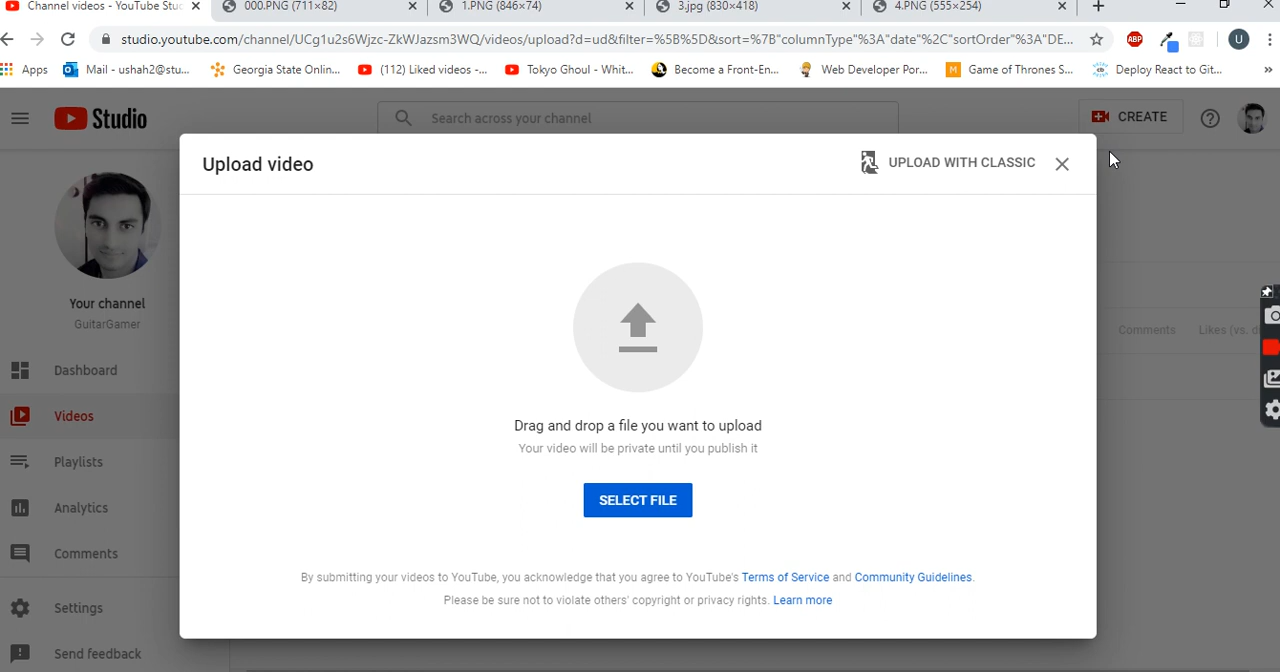 Channel videos - YouTube Stu
000.PNG (711×82)
1.PNG (846×74)
3.jpg (830×418)
4.PNG (555×254)
studio.youtube.com/channel/UCg1u2s6Wjzc-ZkWJazsm3WQ/videos/upload?d=ud&filter=%5B%5D&sort=%7B"columnType"%3A"date"%2C"sortOrder"%3A"DE...
ABP
U
Apps
Mail - ushah2@stu...
Georgia State Onlin...
(112) Liked videos -...
Tokyo Ghoul - Whit...
Become a Front-En...
Web Developer Por...
M
Game of Thrones S...
Deploy React to Git...
»
Studio
Search across your channel
CREATE
Upload video
UPLOAD WITH CLASSIC
Your channel
GuitarGamer
Dashboard
Videos
Playlists
Analytics
Comments
Settings
Send feedback
Comments
Likes (vs. d
Drag and drop a file you want to upload
Your video will be private until you publish it
SELECT FILE
By submitting your videos to YouTube, you acknowledge that you agree to YouTube's Terms of Service and Community Guidelines.
Please be sure not to violate others' copyright or privacy rights. Learn more